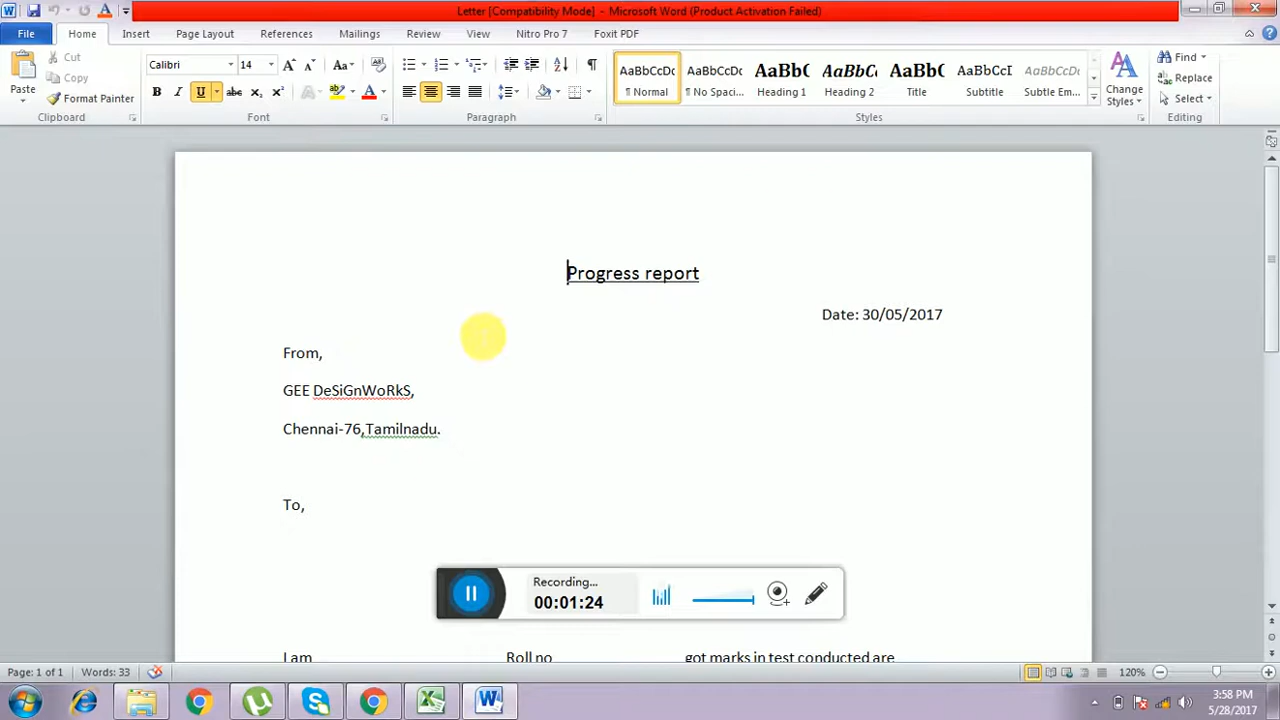 Letter [Compatibility Mode] - Microsoft Word (Product Activation Failed)
File Home Insert Page Layout References Mailings Review View Nitro Pro 7 Foxit PDF
Paste
Cut
Copy
Format Painter
Clipboard
Calibri 14
Font
Paragraph
AaBbCcDc AaBbCcDc AaBbC AaBbCc AaBbC AaBbCcI AaBbCcDc
¶ Normal ¶ No Spaci... Heading 1 Heading 2 Title Subtitle Subtle Em...
Styles
Change Styles
Find
Replace
Select
Editing
Progress report
Date: 30/05/2017
From,
GEE DeSiGnWoRkS,
Chennai-76,Tamilnadu.
To,
Recording...
00:01:24
I am Roll no got marks in test conducted are
Page: 1 of 1 Words: 33 120%
3:58 PM
5/28/2017